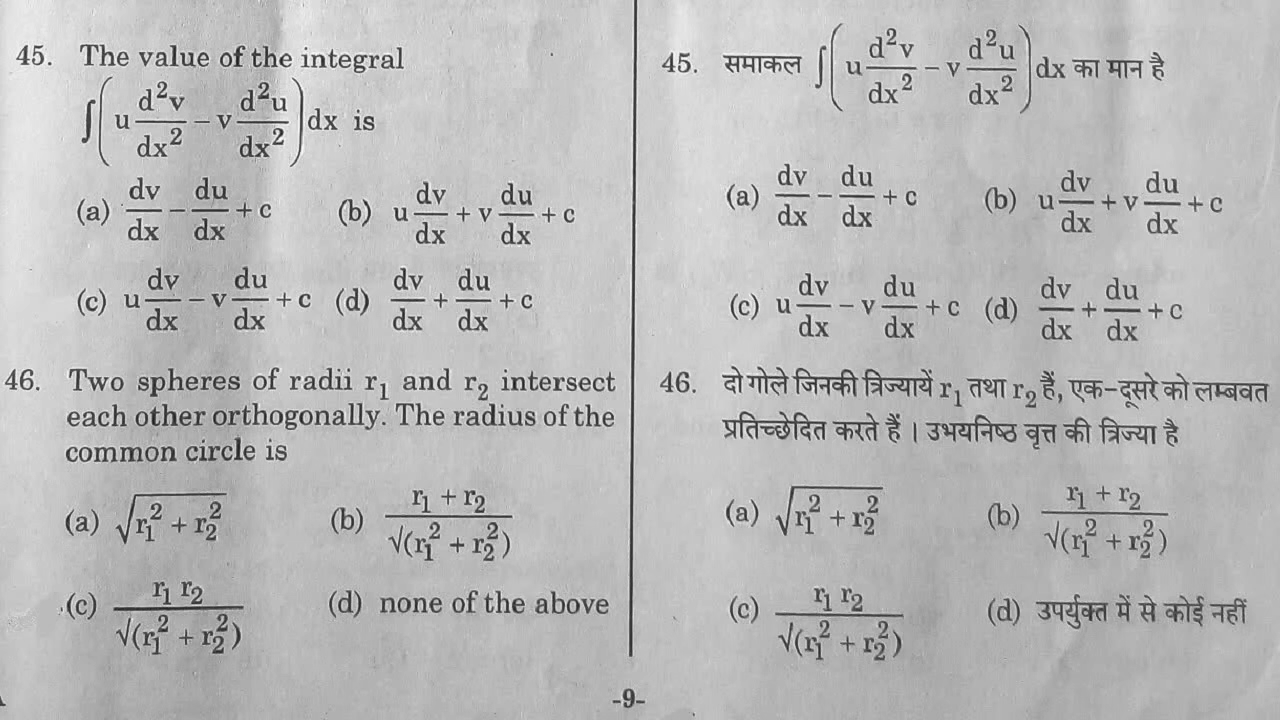 45. The value of the integral
∫(u d²v/dx² − v d²u/dx²) dx is
(a) dv/dx − du/dx + c (b) u dv/dx + v du/dx + c
(c) u dv/dx − v du/dx + c (d) dv/dx + du/dx + c
46. Two spheres of radii r₁ and r₂ intersect
each other orthogonally. The radius of the
common circle is
(a) √(r₁² + r₂²) (b) (r₁ + r₂)/√(r₁² + r₂²)
(c) r₁ r₂/√(r₁² + r₂²) (d) none of the above
45. समाकल ∫(u d²v/dx² − v d²u/dx²) dx का मान है
(a) dv/dx − du/dx + c (b) u dv/dx + v du/dx + c
(c) u dv/dx − v du/dx + c (d) dv/dx + du/dx + c
46. दो गोले जिनकी त्रिज्यायें r₁ तथा r₂ हैं, एक-दूसरे को लम्बवत
प्रतिच्छेदित करते हैं । उभयनिष्ठ वृत्त की त्रिज्या है
(a) √(r₁² + r₂²) (b) (r₁ + r₂)/√(r₁² + r₂²)
(c) r₁ r₂/√(r₁² + r₂²) (d) उपर्युक्त में से कोई नहीं
-9-